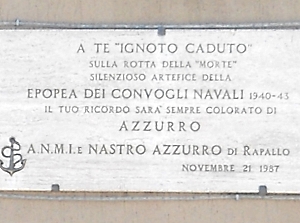 A TE "IGNOTO CADUTO"
SULLA ROTTA DELLA "MORTE"
SILENZIOSO ARTEFICE DELLA
EPOPEA DEI CONVOGLI NAVALI 1940-43
IL TUO RICORDO SARA' SEMPRE COLORATO DI
AZZURRO
A.N.M.I. E NASTRO AZZURRO DI RAPALLO
NOVEMBRE 21 1987